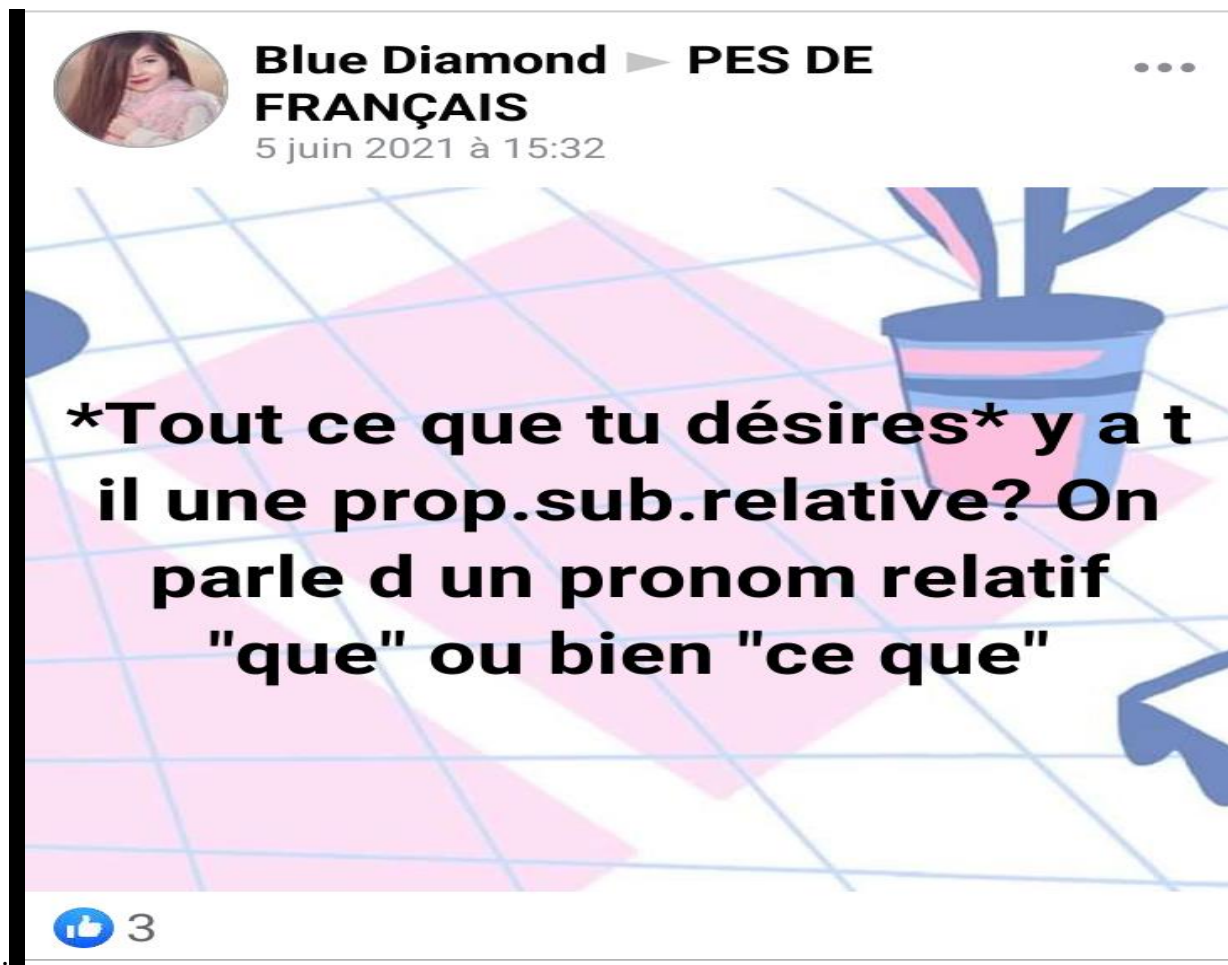 Blue Diamond ► PES DE
FRANÇAIS
5 juin 2021 à 15:32
*Tout ce que tu désires* y a t
il une prop.sub.relative? On
parle d un pronom relatif
"que" ou bien "ce que"
3